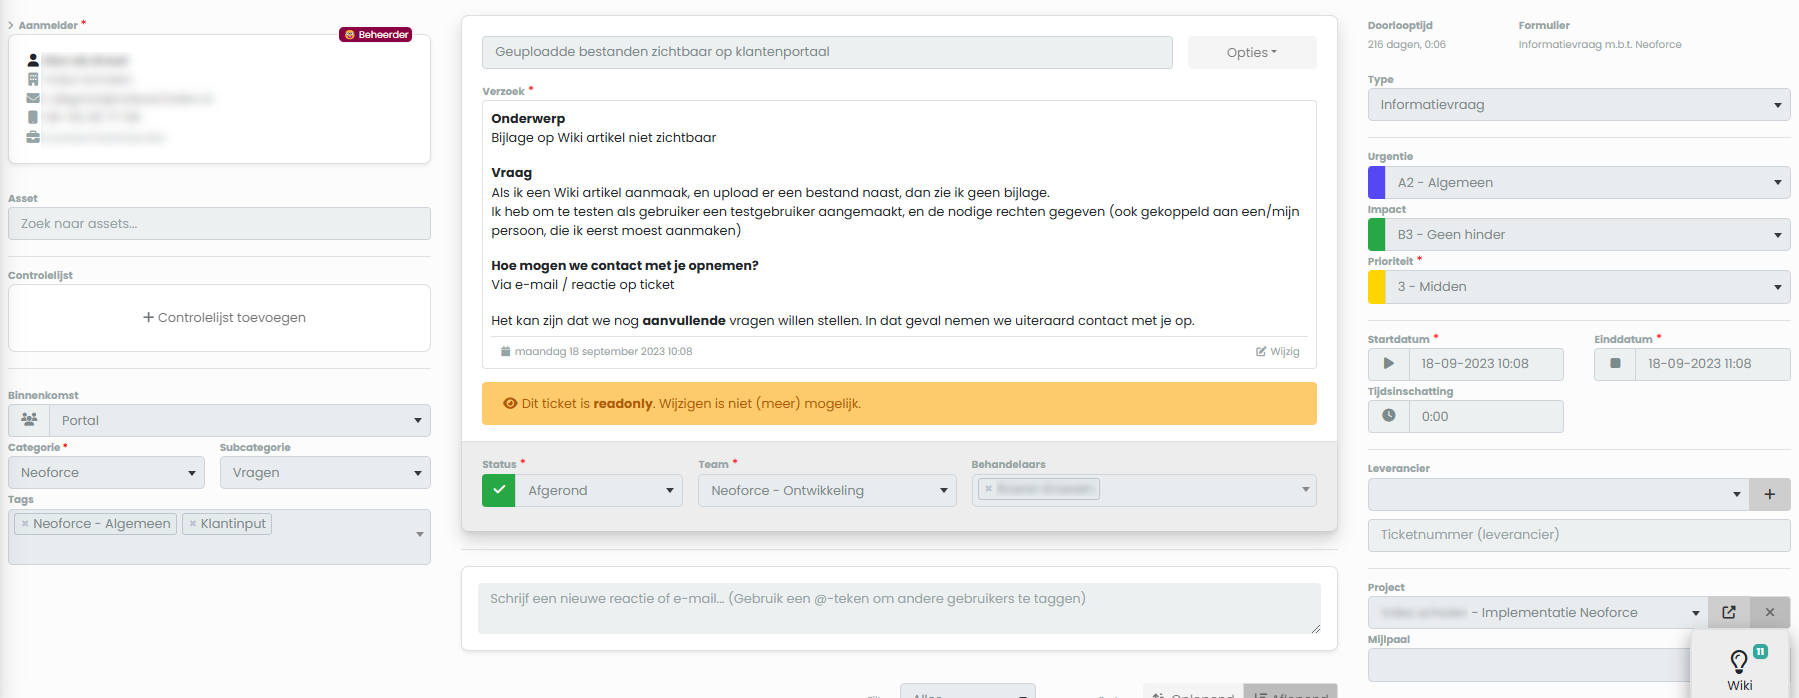 Aanmelder *
Beheerder
Asset
Zoek naar assets...
Controlelijst
+ Controlelijst toevoegen
Binnenkomst
Portal
Categorie *
Subcategorie
Neoforce
Vragen
Tags
× Neoforce - Algemeen
× Klantinput
Geuploadde bestanden zichtbaar op klantenportaal
Opties
Verzoek *
Onderwerp
Bijlage op Wiki artikel niet zichtbaar
Vraag
Als ik een Wiki artikel aanmaak, en upload er een bestand naast, dan zie ik geen bijlage.
Ik heb om te testen als gebruiker een testgebruiker aangemaakt, en de nodige rechten gegeven (ook gekoppeld aan een/mijn
persoon, die ik eerst moest aanmaken)
Hoe mogen we contact met je opnemen?
Via e-mail / reactie op ticket
Het kan zijn dat we nog aanvullende vragen willen stellen. In dat geval nemen we uiteraard contact met je op.
maandag 18 september 2023 10:08
Wijzig
Dit ticket is readonly. Wijzigen is niet (meer) mogelijk.
Status *
Team *
Behandelaars
Afgerond
Neoforce - Ontwikkeling
×
Schrijf een nieuwe reactie of e-mail... (Gebruik een @-teken om andere gebruikers te taggen)
Alles
Oplopend
Aflopend
Doorlooptijd
Formulier
216 dagen, 0:06
Informatievraag m.b.t. Neoforce
Type
Informatievraag
Urgentie
A2 - Algemeen
Impact
B3 - Geen hinder
Prioriteit *
3 - Midden
Startdatum *
Einddatum *
18-09-2023 10:08
18-09-2023 11:08
Tijdsinschatting
0:00
Leverancier
+
Ticketnummer (leverancier)
Project
- Implementatie Neoforce
×
Mijlpaal
11
Wiki